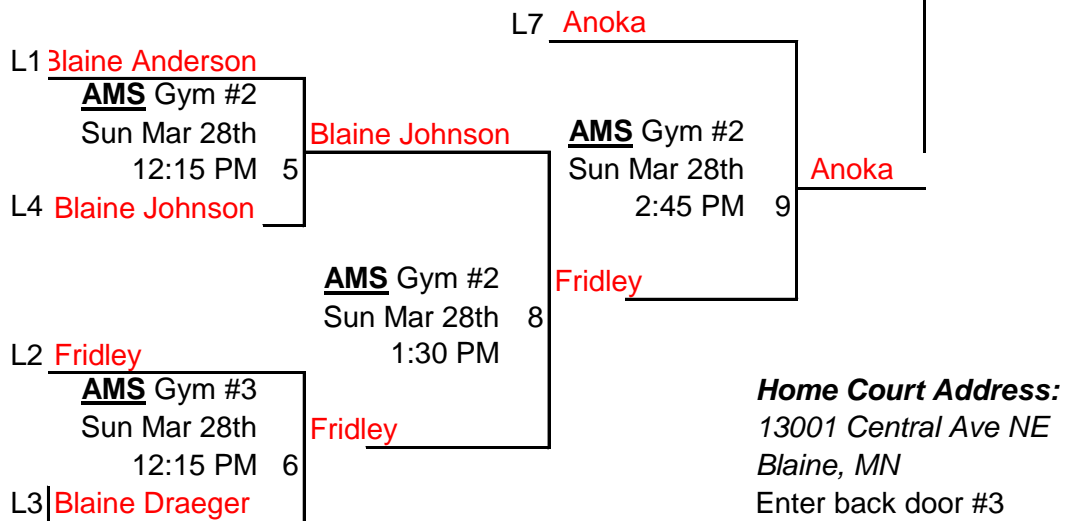 L7 Anoka
L1 Blaine Anderson
AMS Gym #2
Sun Mar 28th
12:15 PM 5
Blaine Johnson
L4 Blaine Johnson
AMS Gym #2
Sun Mar 28th
2:45 PM 9
Anoka
AMS Gym #2
Sun Mar 28th 8
1:30 PM
Fridley
L2 Fridley
AMS Gym #3
Sun Mar 28th
12:15 PM 6
Fridley
L3 Blaine Draeger
Home Court Address:
13001 Central Ave NE
Blaine, MN
Enter back door #3